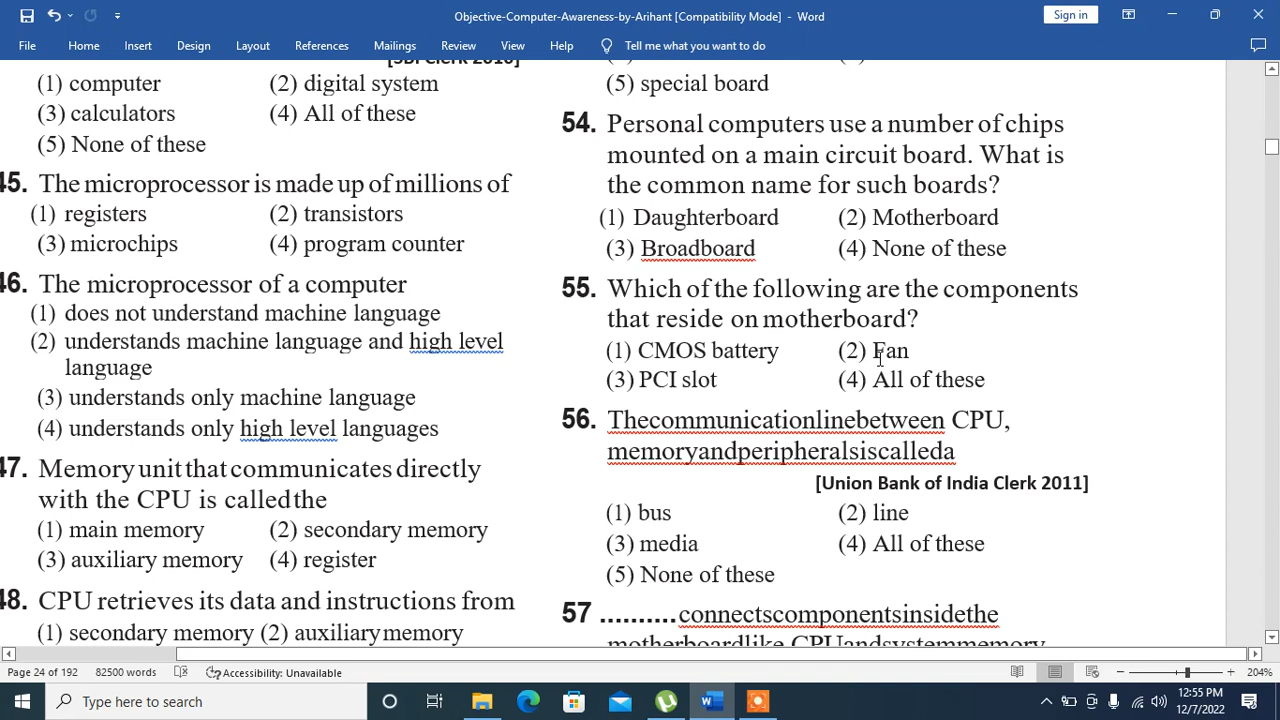 Objective-Computer-Awareness-by-Arihant [Compatibility Mode] - Word
Sign in
File Home Insert Design Layout References Mailings Review View Help Tell me what you want to do
(1) computer (2) digital system
(3) calculators (4) All of these
(5) None of these
45. The microprocessor is made up of millions of
(1) registers (2) transistors
(3) microchips (4) program counter
46. The microprocessor of a computer
(1) does not understand machine language
(2) understands machine language and high level
language
(3) understands only machine language
(4) understands only high level languages
47. Memory unit that communicates directly
with the CPU is called the
(1) main memory (2) secondary memory
(3) auxiliary memory (4) register
48. CPU retrieves its data and instructions from
(1) secondary memory (2) auxiliary memory
(5) special board
54. Personal computers use a number of chips
mounted on a main circuit board. What is
the common name for such boards?
(1) Daughterboard (2) Motherboard
(3) Broadboard (4) None of these
55. Which of the following are the components
that reside on motherboard?
(1) CMOS battery (2) Fan
(3) PCI slot (4) All of these
56. Thecommunicationlinebetween CPU,
memoryandperipheralsiscalleda
[Union Bank of India Clerk 2011]
(1) bus (2) line
(3) media (4) All of these
(5) None of these
57 .......... connectscomponentsinsidethe
motherboardlike CPUandsystemmemory
Page 24 of 192 82500 words Accessibility: Unavailable 204%
Type here to search
12:55 PM
12/7/2022